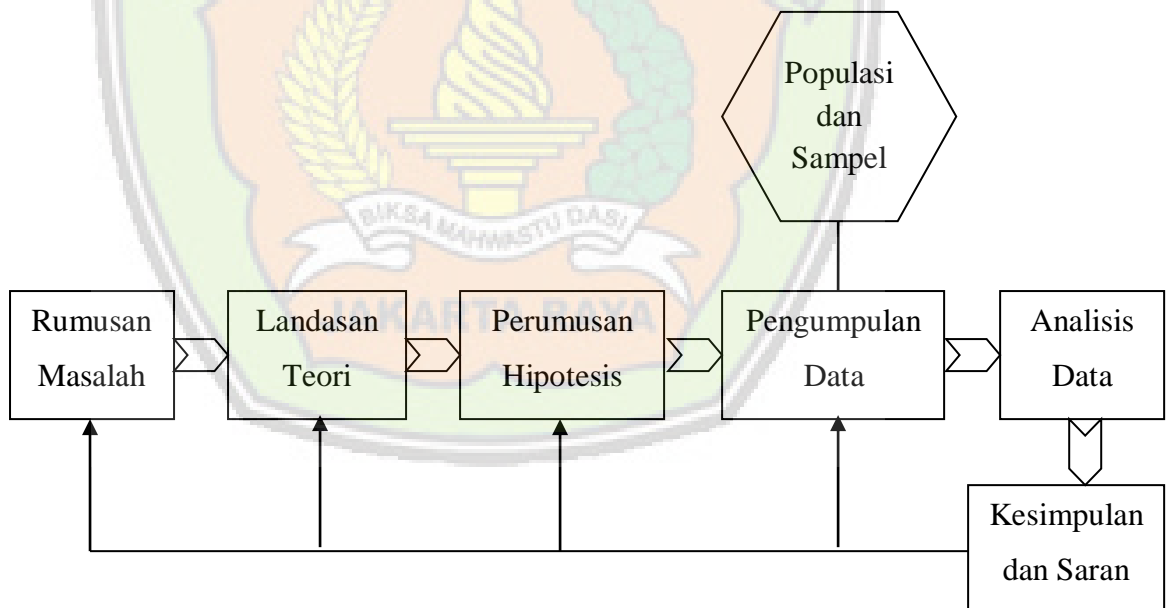 Populasi
dan
Sampel
BIKSA MAHWASTU DASI
JAKARTA RAYA
Rumusan
Masalah
Landasan
Teori
Perumusan
Hipotesis
Pengumpulan
Data
Analisis
Data
Kesimpulan
dan Saran